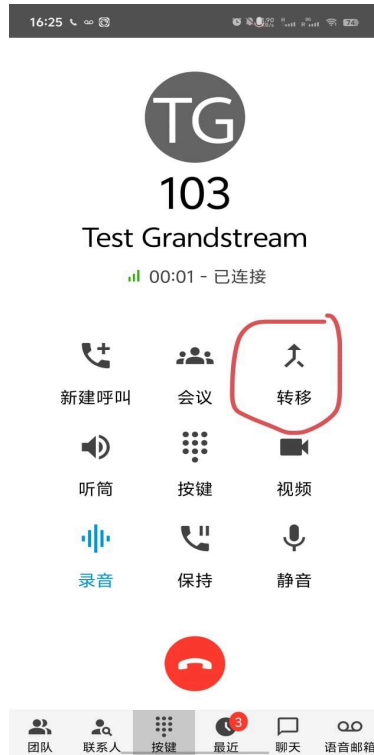 16:25
TG
103
Test Grandstream
00:01 - 已连接
新建呼叫 会议 转移
听筒 按键 视频
录音 保持 静音
3
团队 联系人 按键 最近 聊天 语音邮箱